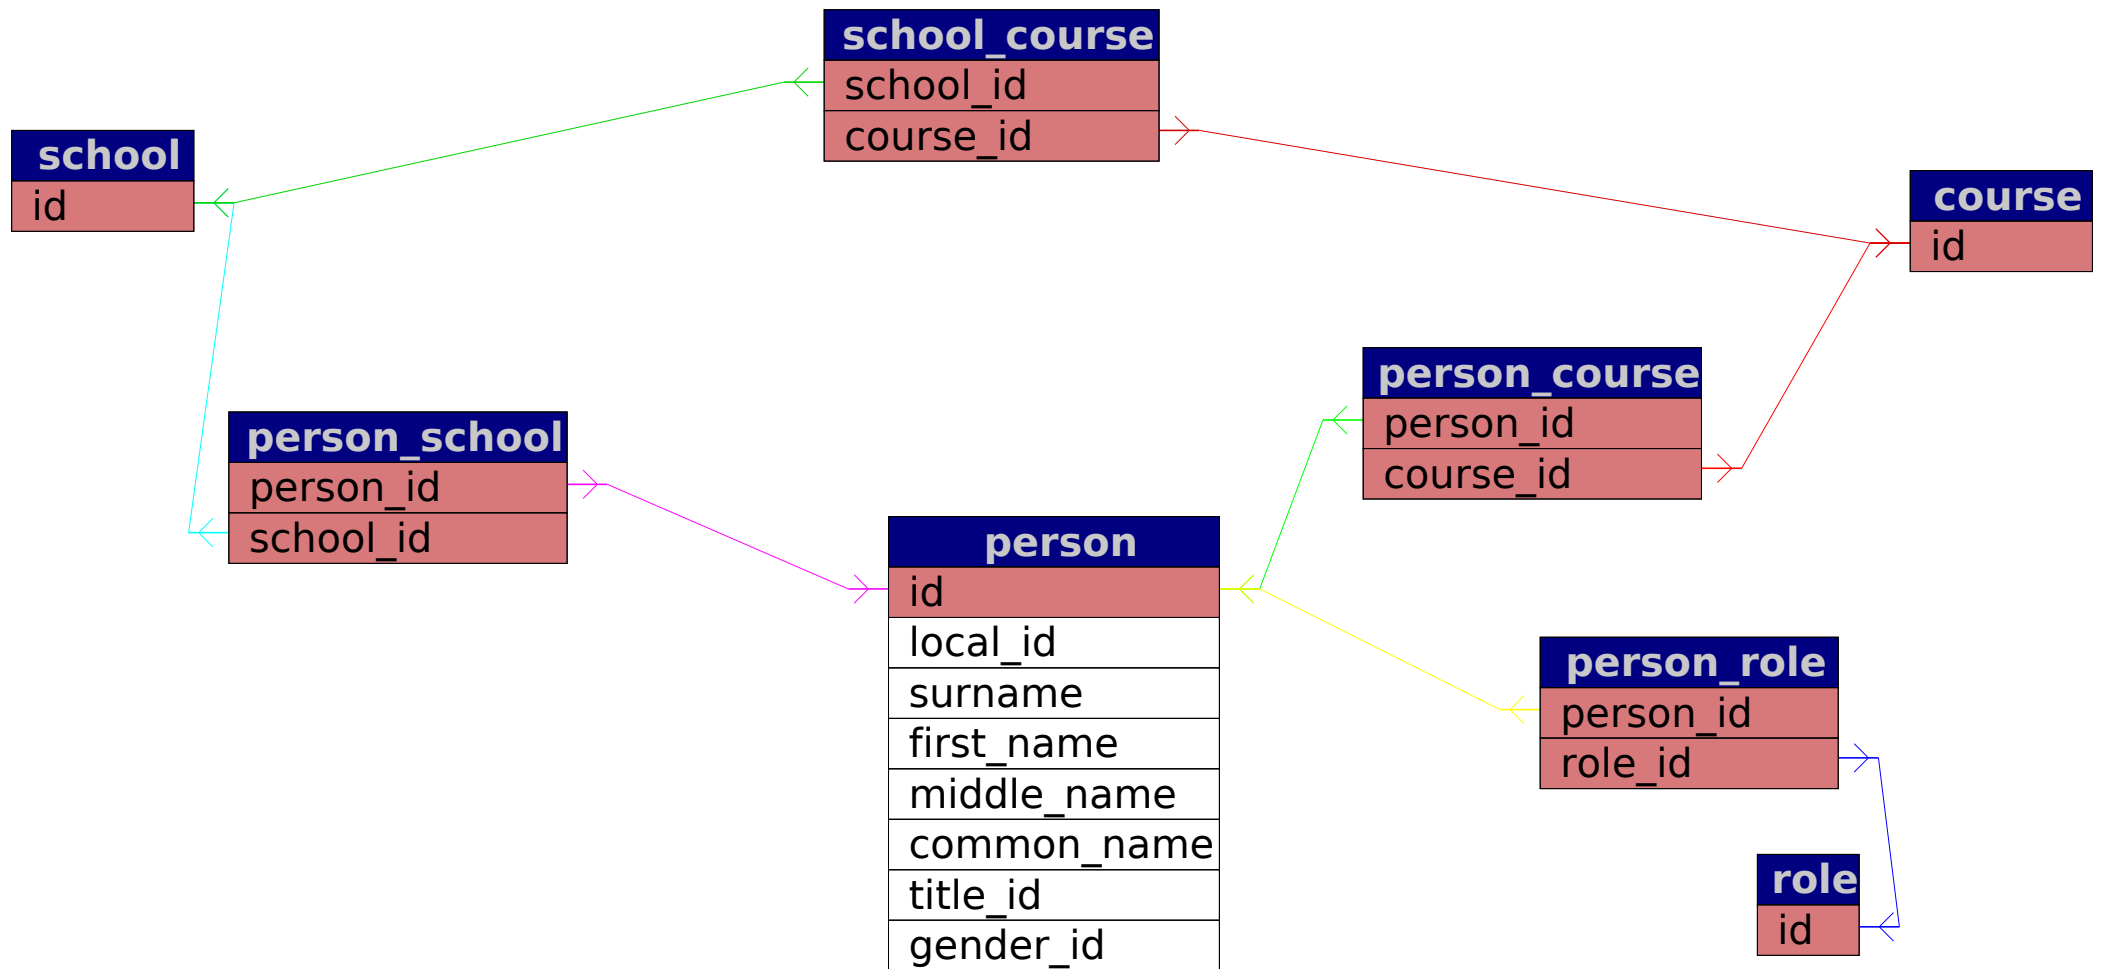 school_course
school_id
course_id
school
id
course
id
person_course
person_id
course_id
person_school
person_id
school_id
person
id
local_id
surname
first_name
middle_name
common_name
title_id
gender_id
person_role
person_id
role_id
role
id